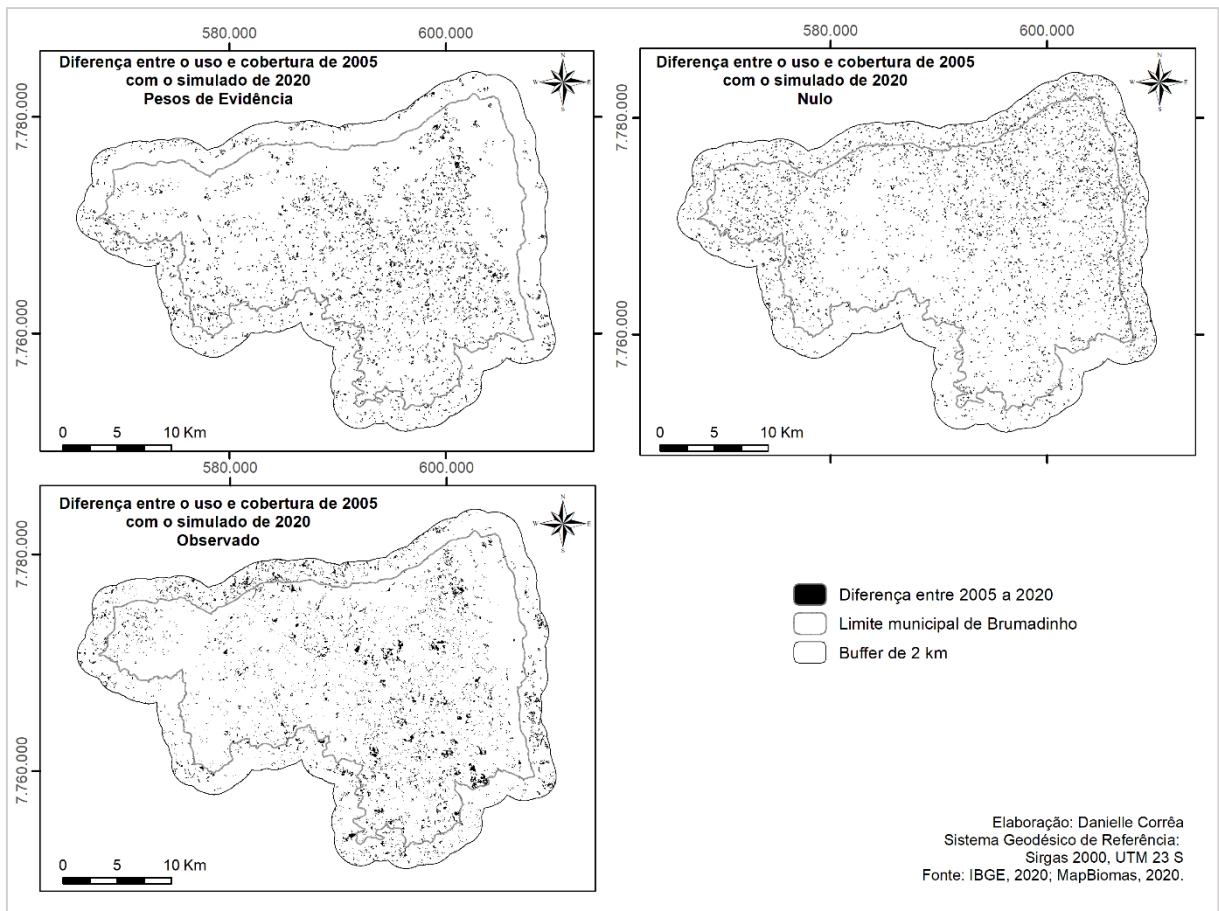 580.000
600.000
Diferença entre o uso e cobertura de 2005
com o simulado de 2020
Pesos de Evidência
N
E
S
7.780.000
7.760.000
0 5 10 Km
580.000
600.000
580.000
600.000
Diferença entre o uso e cobertura de 2005
com o simulado de 2020
Nulo
N
E
S
7.780.000
7.760.000
0 5 10 Km
580.000
600.000
Diferença entre o uso e cobertura de 2005
com o simulado de 2020
Observado
N
E
S
7.780.000
7.760.000
0 5 10 Km
Diferença entre 2005 a 2020
Limite municipal de Brumadinho
Buffer de 2 km
Elaboração: Danielle Corrêa
Sistema Geodésico de Referência:
Sirgas 2000, UTM 23 S
Fonte: IBGE, 2020; MapBiomas, 2020.